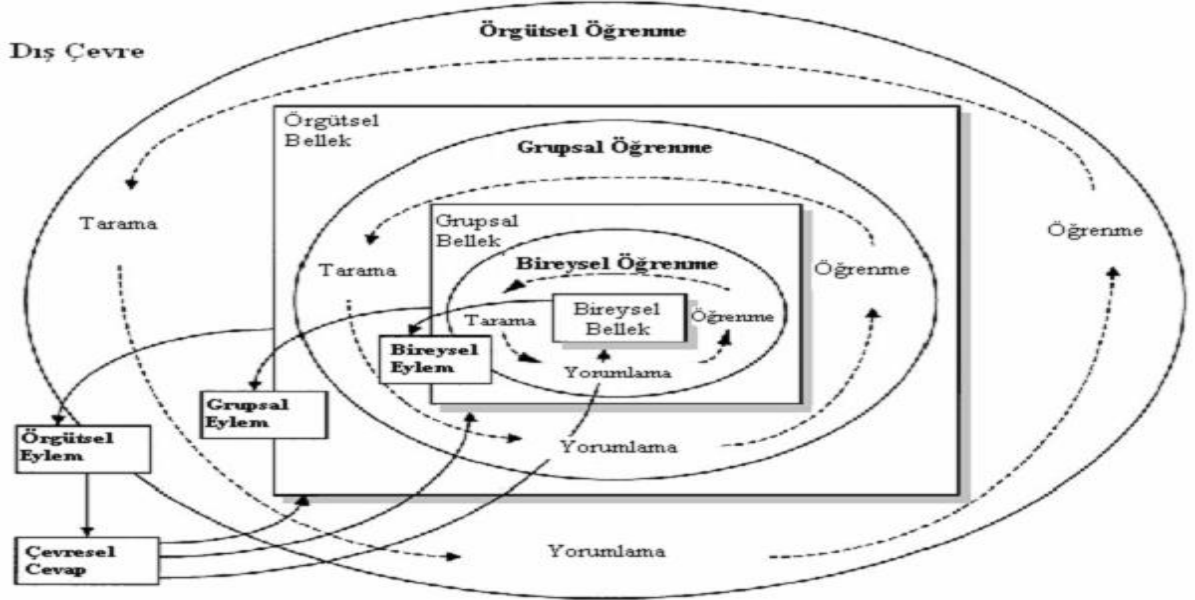 Örgütsel Öğrenme
Dış Çevre
Örgütsel
Bellek
Grupsal Öğrenme
Tarama
Grupsal
Bellek
Öğrenme
Tarama
Bireysel Öğrenme
Öğrenme
Tarama
Bireysel
Bellek
Öğrenme
Bireysel
Eylem
Yorumlama
Grupsal
Eylem
Örgütsel
Eylem
Yorumlama
Çevresel
Cevap
Yorumlama